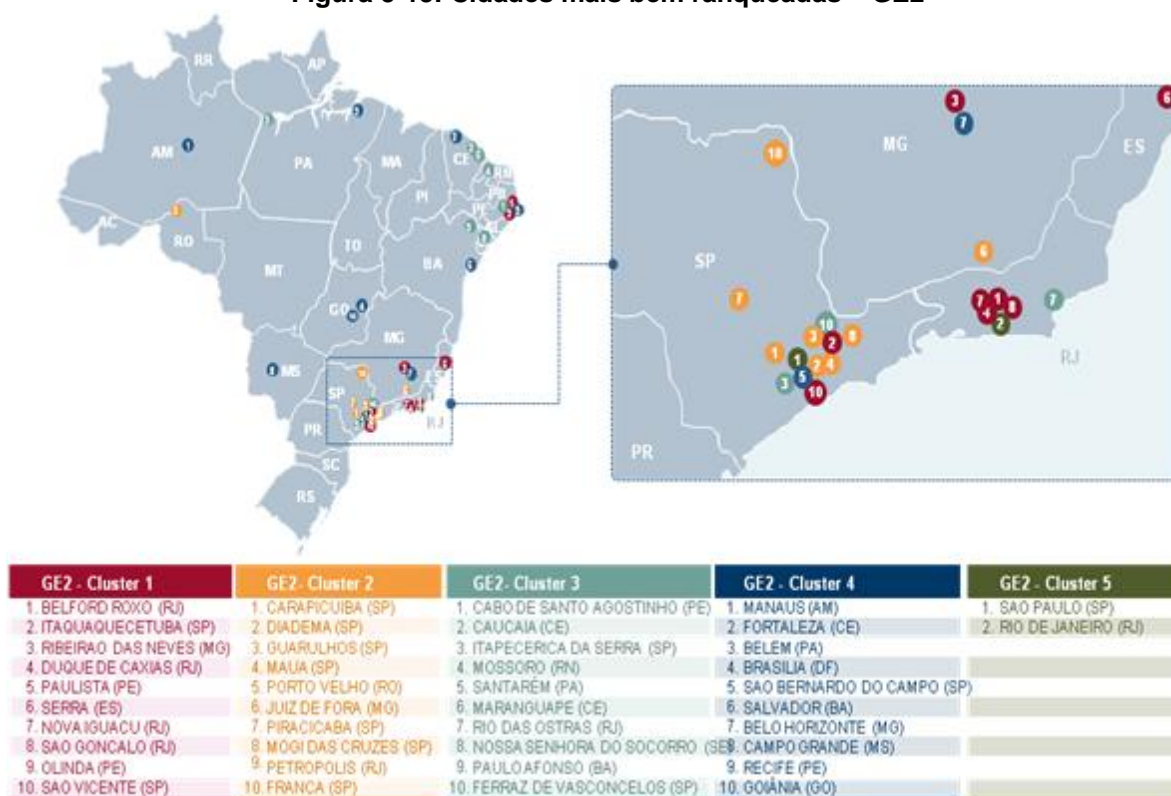 Figura 3-13: Cidades mais bem ranqueadas – GE2
RR
AP
AM
PA
MA
CE
RN
PB
PE
PI
AC
RO
TO
BA
MT
GO
MG
MS
SP
ES
RJ
PR
SC
RS
MG
ES
SP
RJ
PR
GE2 - Cluster 1
1. BELFORD ROXO (RJ)
2. ITAQUAQUECETUBA (SP)
3. RIBEIRAO DAS NEVES (MG)
4. DUQUE DE CAXIAS (RJ)
5. PAULISTA (PE)
6. SERRA (ES)
7. NOVA IGUACU (RJ)
8. SAO GONCALO (RJ)
9. OLINDA (PE)
10. SAO VICENTE (SP)
GE2 - Cluster 2
1. CARAPICUIBA (SP)
2. DIADEMA (SP)
3. GUARULHOS (SP)
4. MAUA (SP)
5. PORTO VELHO (RO)
6. JUIZ DE FORA (MG)
7. PIRACICABA (SP)
8. MOGI DAS CRUZES (SP)
9. PETROPOLIS (RJ)
10. FRANCA (SP)
GE2 - Cluster 3
1. CABO DE SANTO AGOSTINHO (PE)
2. CAUCAIA (CE)
3. ITAPECERICA DA SERRA (SP)
4. MOSSORO (RN)
5. SANTARÉM (PA)
6. MARANGUAPE (CE)
7. RIO DAS OSTRAS (RJ)
8. NOSSA SENHORA DO SOCORRO (SE)
9. PAULO AFONSO (BA)
10. FERRAZ DE VASCONCELOS (SP)
GE2 - Cluster 4
1. MANAUS (AM)
2. FORTALEZA (CE)
3. BELEM (PA)
4. BRASILIA (DF)
5. SAO BERNARDO DO CAMPO (SP)
6. SALVADOR (BA)
7. BELO HORIZONTE (MG)
8. CAMPO GRANDE (MS)
9. RECIFE (PE)
10. GOIÂNIA (GO)
GE2 - Cluster 5
1. SAO PAULO (SP)
2. RIO DE JANEIRO (RJ)